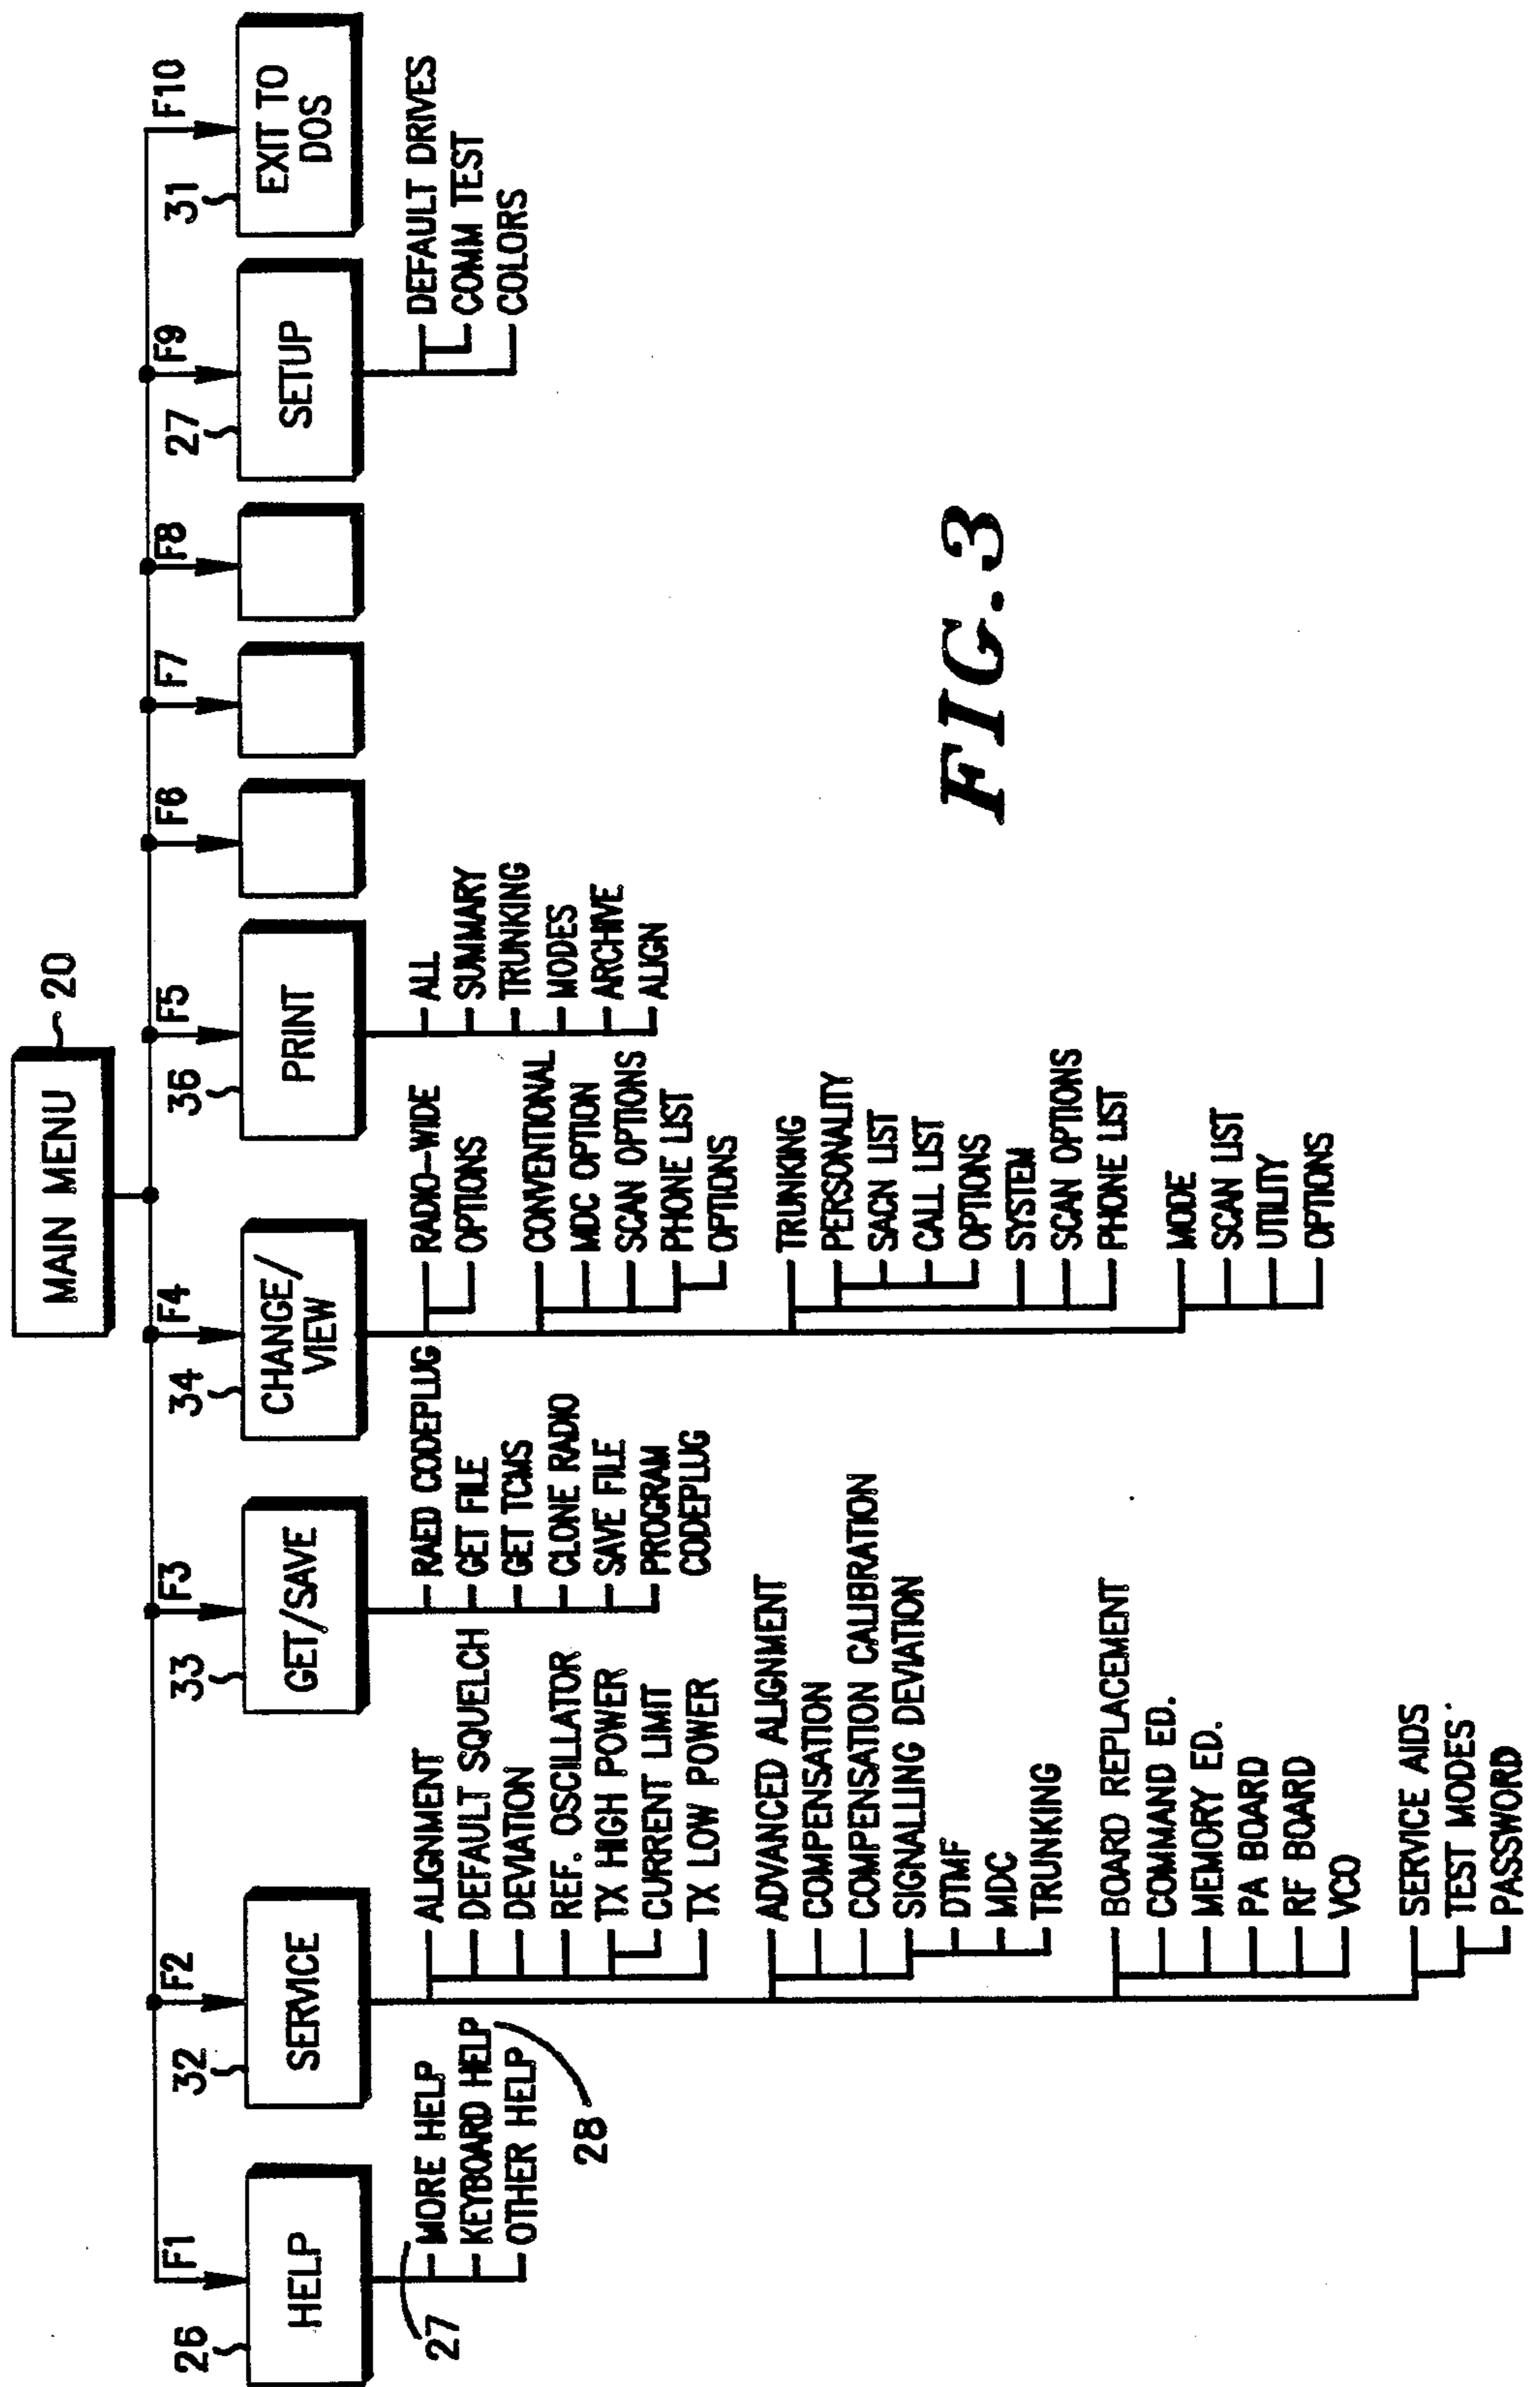 MAIN MENU
20
F1
F2
F3
F4
F5
F6
F7
F8
F9
F10
26
HELP
27
MORE HELP
KEYBOARD HELP
OTHER HELP
28
32
SERVICE
ALIGNMENT
DEFAULT SQUELCH
DEVIATION
REF. OSCILLATOR
TX HIGH POWER
CURRENT LIMIT
TX LOW POWER
ADVANCED ALIGNMENT
COMPENSATION
COMPENSATION CALIBRATION
SIGNALLING DEVIATION
DTMF
MDC
TRUNKING
BOARD REPLACEMENT
COMMAND ED.
MEMORY ED.
PA BOARD
RF BOARD
VCO
SERVICE AIDS
TEST MODES
PASSWORD
33
GET/SAVE
RAED CODEPLUG
GET FILE
GET TCMS
CLONE RADIO
SAVE FILE
PROGRAM
CODEPLUG
34
CHANGE/
VIEW
RADIO-WIDE
OPTIONS
CONVENTIONAL
MDC OPTION
SCAN OPTIONS
PHONE LIST
OPTIONS
TRUNKING
PERSONALITY
SACN LIST
CALL LIST
OPTIONS
SYSTEM
SCAN OPTIONS
PHONE LIST
MODE
SCAN LIST
UTILITY
OPTIONS
36
PRINT
ALL
SUMMARY
TRUNKING
MODES
ARCHIVE
ALIGN
27
SETUP
DEFAULT DRIVES
COMM TEST
COLORS
31
EXIT TO
DOS
FIG. 3